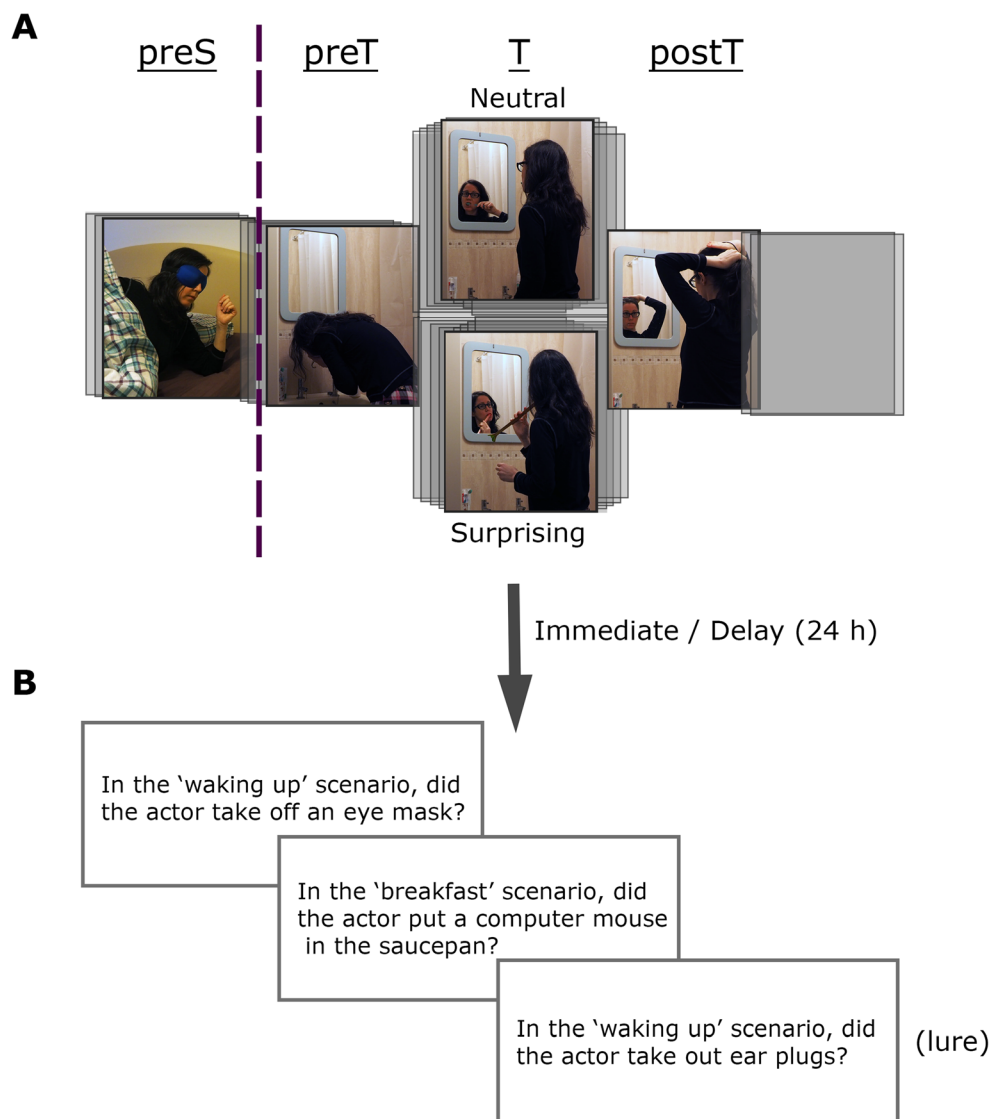 A
preS
preT
T
postT
Neutral
Surprising
Immediate / Delay (24 h)
B
In the ‘waking up’ scenario, did
the actor take off an eye mask?
In the ‘breakfast’ scenario, did
the actor put a computer mouse
in the saucepan?
In the ‘waking up’ scenario, did
the actor take out ear plugs?
(lure)